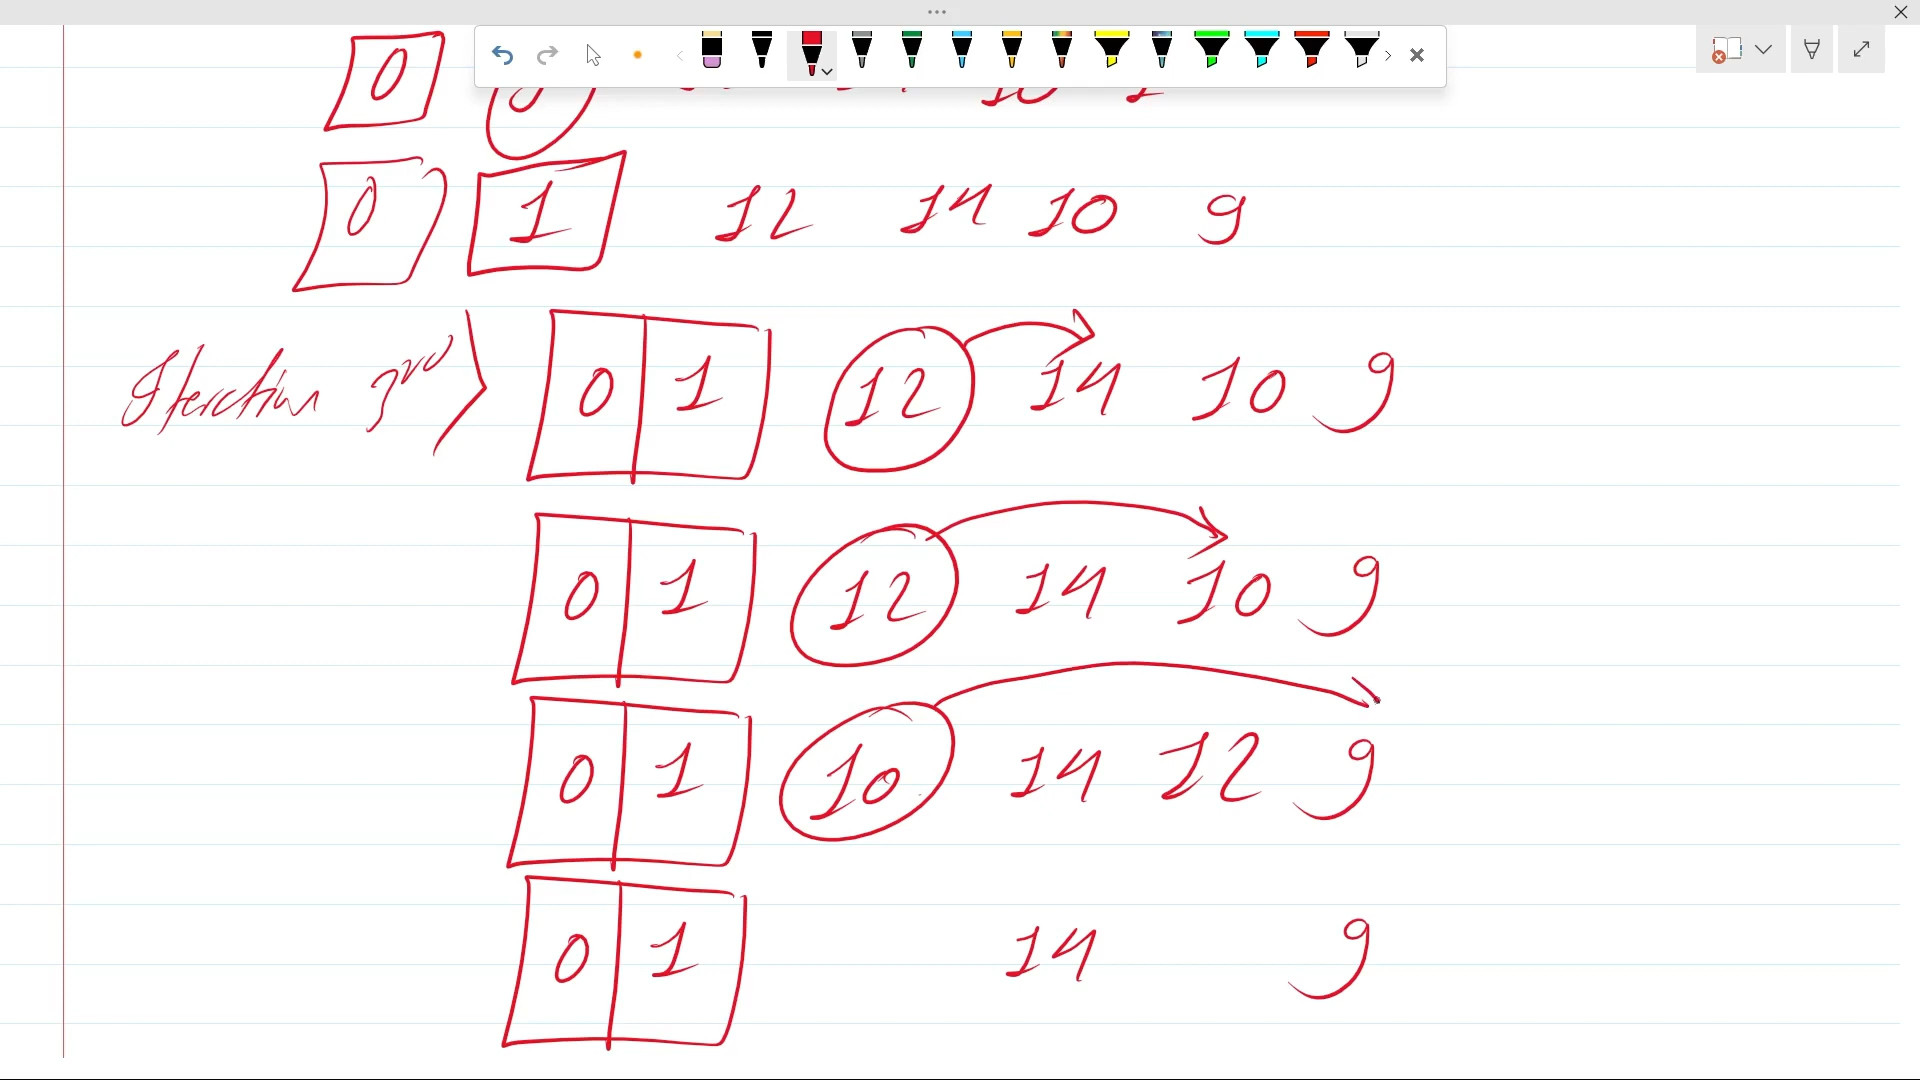 0
0 1 12 14 10 9
Iteration 3rd 0 1 12 14 10 9
0 1 12 14 10 9
0 1 10 14 12 9
0 1 14 9